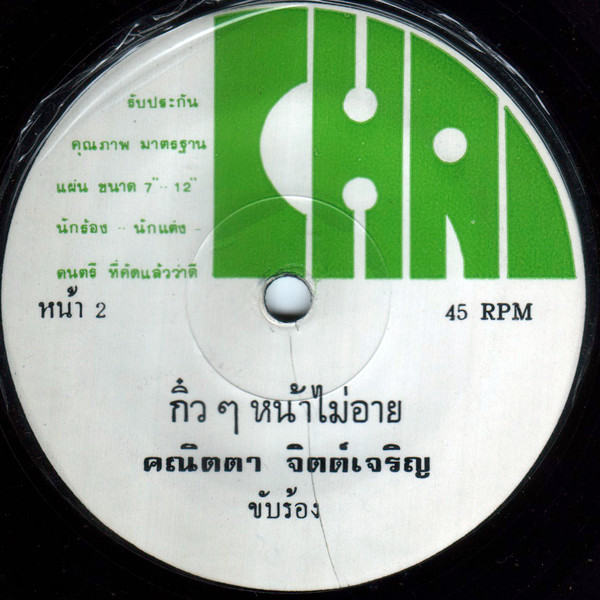 CHAI
รับประกัน
คุณภาพ มาตรฐาน
แผ่น ขนาด 7"-12"
นักร้อง - นักแต่ง -
ดนตรี ที่คัดแล้วว่าดี
หน้า 2
45 RPM
กิ๋ว ๆ หน้าไม่อาย
คณิตตา จิตต์เจริญ
ขับร้อง